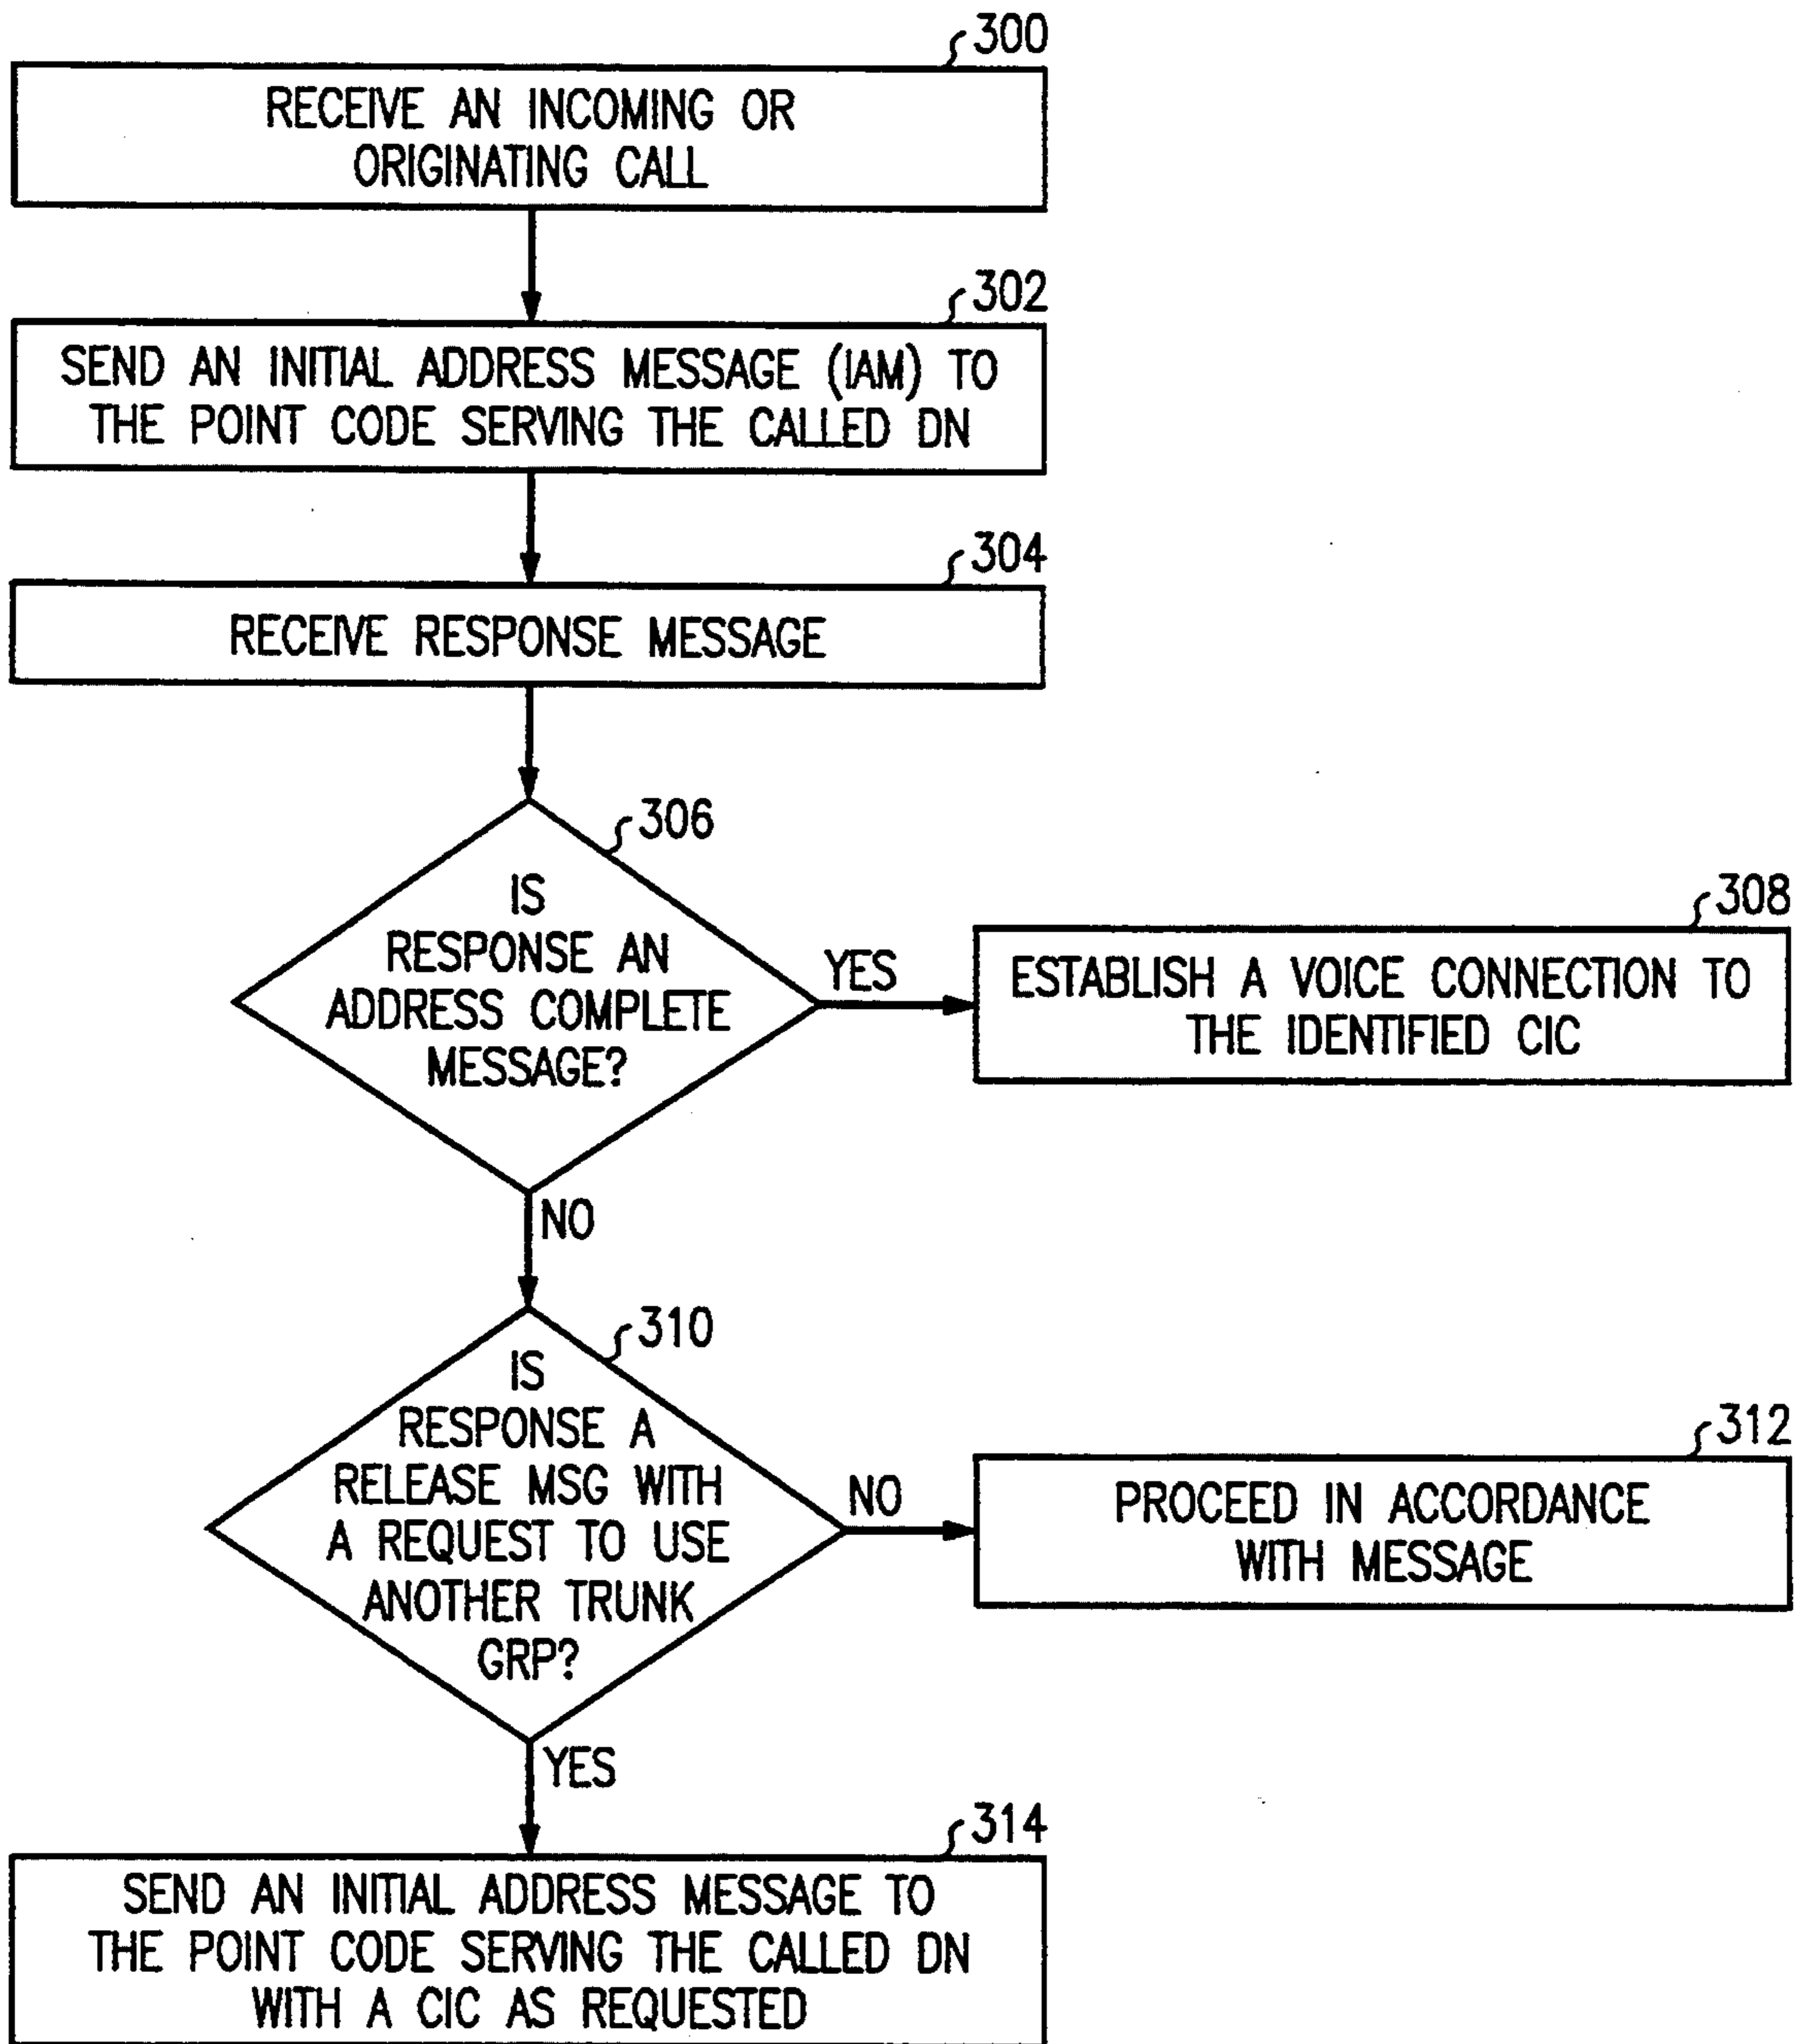 300
RECEIVE AN INCOMING OR
ORIGINATING CALL
302
SEND AN INITIAL ADDRESS MESSAGE (IAM) TO
THE POINT CODE SERVING THE CALLED DN
304
RECEIVE RESPONSE MESSAGE
306
IS
RESPONSE AN
ADDRESS COMPLETE
MESSAGE?
YES
308
ESTABLISH A VOICE CONNECTION TO
THE IDENTIFIED CIC
NO
310
IS
RESPONSE A
RELEASE MSG WITH
A REQUEST TO USE
ANOTHER TRUNK
GRP?
NO
312
PROCEED IN ACCORDANCE
WITH MESSAGE
YES
314
SEND AN INITIAL ADDRESS MESSAGE TO
THE POINT CODE SERVING THE CALLED DN
WITH A CIC AS REQUESTED